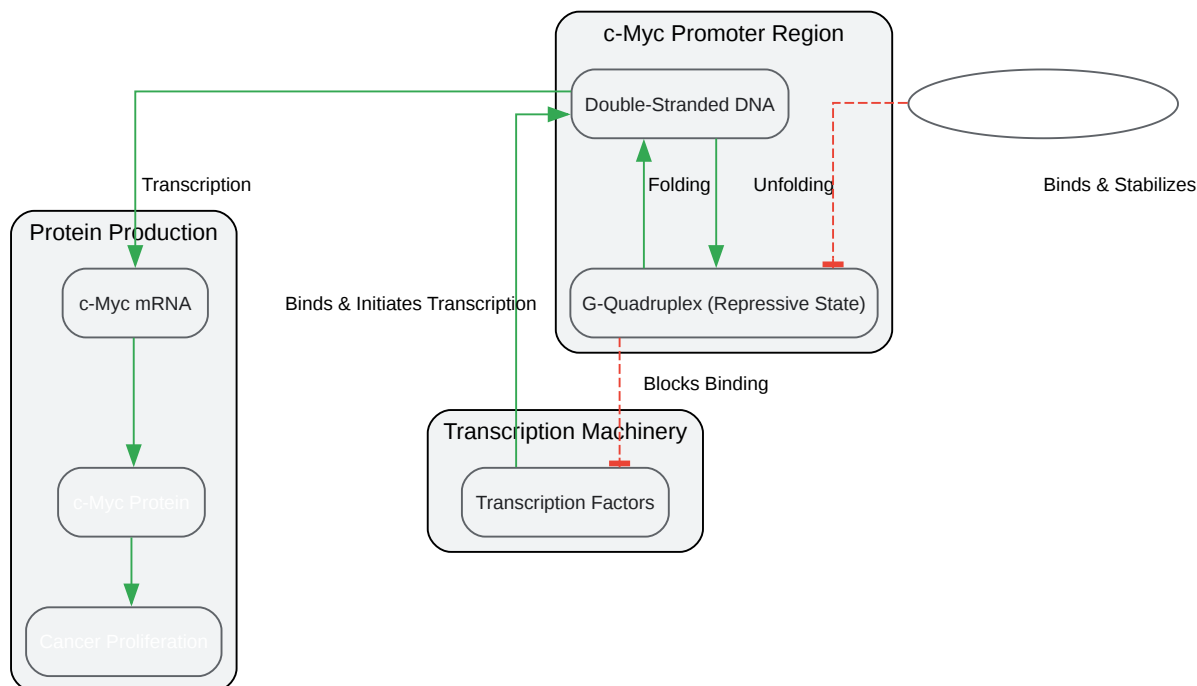 c-Myc Promoter Region
Double-Stranded DNA
Transcription
Folding
Unfolding
Binds & Stabilizes
Protein Production
c-Myc mRNA
Binds & Initiates Transcription
G-Quadruplex (Repressive State)
Blocks Binding
Transcription Machinery
c-Myc Protein
Transcription Factors
Cancer Proliferation